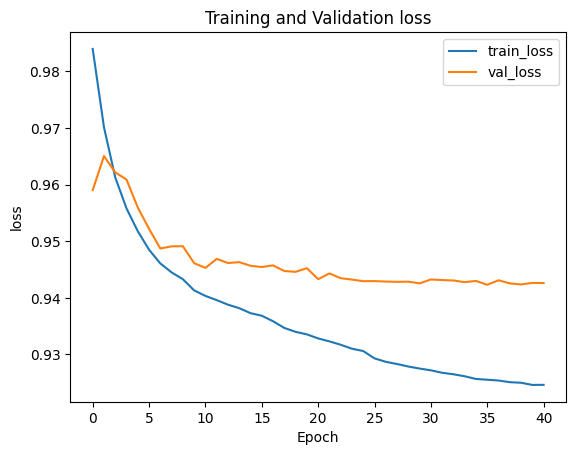 Training and Validation loss
train_loss
val_loss
0.98
0.97
0.96
0.95
0.94
0.93
loss
0 5 10 15 20 25 30 35 40
Epoch